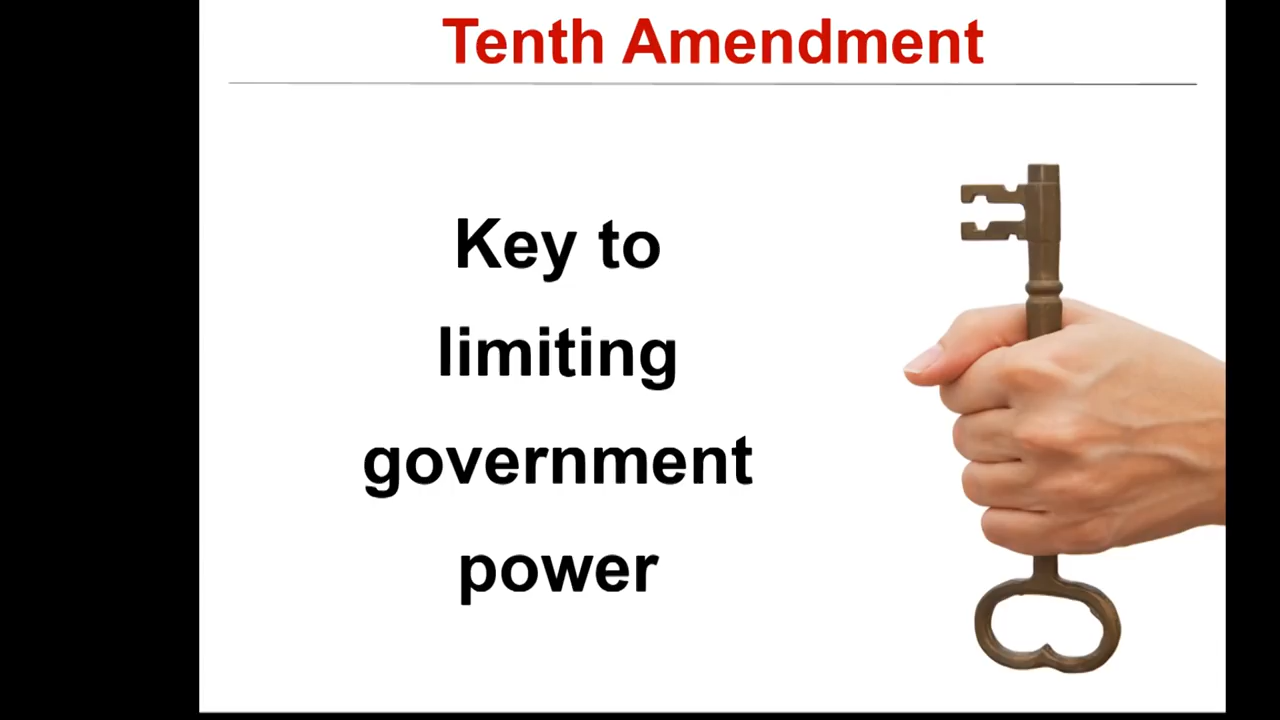 Tenth Amendment
Key to
limiting
government
power